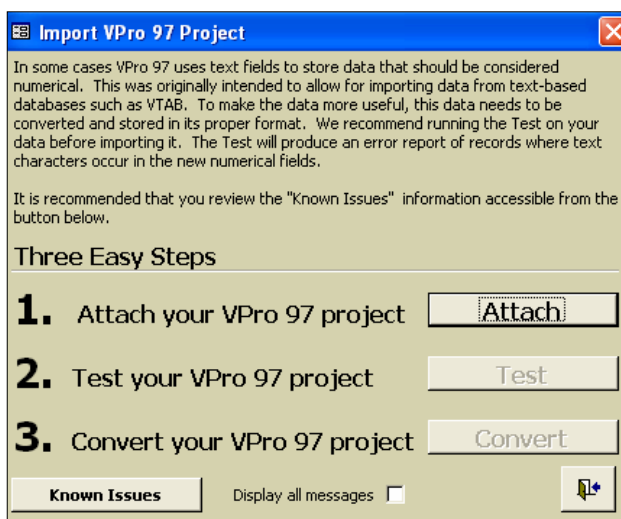 Import VPro 97 Project
In some cases VPro 97 uses text fields to store data that should be considered
numerical. This was originally intended to allow for importing data from text-based
databases such as VTAB. To make the data more useful, this data needs to be
converted and stored in its proper format. We recommend running the Test on your
data before importing it. The Test will produce an error report of records where text
characters occur in the new numerical fields.
It is recommended that you review the "Known Issues" information accessible from the
button below.
Three Easy Steps
1. Attach your VPro 97 project Attach
2. Test your VPro 97 project Test
3. Convert your VPro 97 project Convert
Known Issues Display all messages